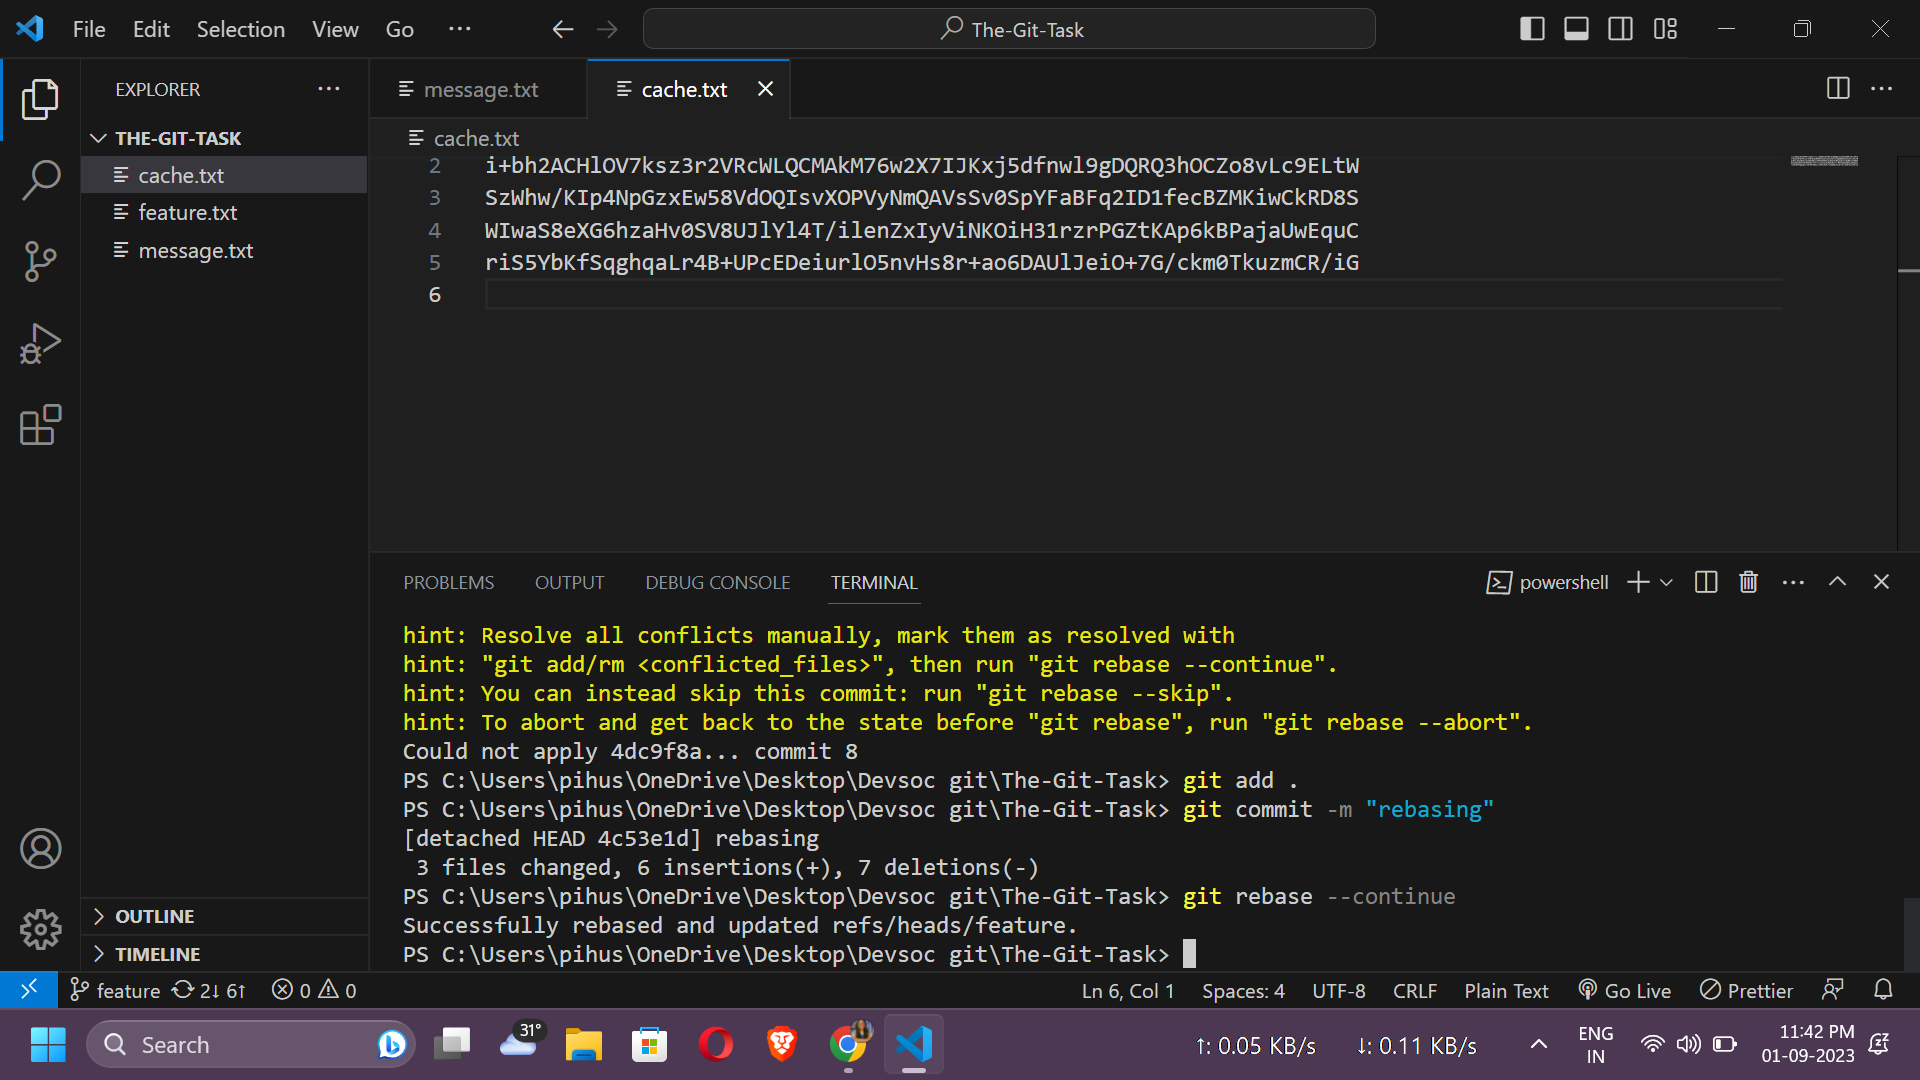 File Edit Selection View Go ··· The-Git-Task
EXPLORER ···
message.txt cache.txt
THE-GIT-TASK
cache.txt
feature.txt
message.txt
OUTLINE
TIMELINE
cache.txt
2 i+bh2ACHlOV7ksz3r2VRcWLQCMAkM76w2X7IJKxj5dfnwl9gDQRQ3hOCZo8vLc9ELtW
3 SzWhw/KIp4NpGzxEw58VdOQIsvXOPVyNmQAVsSv0SpYFaBFq2ID1fecBZMKiwCkRD8S
4 WIwaS8eXG6hzaHv0SV8UJlYl4T/ilenZxIyViNKOiH31rzrPGZtKAp6kBPajaUwEquC
5 riS5YbKfSqghqaLr4B+UPcEDeiurlO5nvHs8r+ao6DAUlJeiO+7G/ckm0TkuzmCR/iG
6
PROBLEMS OUTPUT DEBUG CONSOLE TERMINAL powershell
hint: Resolve all conflicts manually, mark them as resolved with
hint: "git add/rm <conflicted_files>", then run "git rebase --continue".
hint: You can instead skip this commit: run "git rebase --skip".
hint: To abort and get back to the state before "git rebase", run "git rebase --abort".
Could not apply 4dc9f8a... commit 8
PS C:\Users\pihus\OneDrive\Desktop\Devsoc git\The-Git-Task> git add .
PS C:\Users\pihus\OneDrive\Desktop\Devsoc git\The-Git-Task> git commit -m "rebasing"
[detached HEAD 4c53e1d] rebasing
 3 files changed, 6 insertions(+), 7 deletions(-)
PS C:\Users\pihus\OneDrive\Desktop\Devsoc git\The-Git-Task> git rebase --continue
Successfully rebased and updated refs/heads/feature.
PS C:\Users\pihus\OneDrive\Desktop\Devsoc git\The-Git-Task>
feature 2↓ 6↑ 0 0 Ln 6, Col 1 Spaces: 4 UTF-8 CRLF Plain Text Go Live Prettier
Search 31° ↑: 0.05 KB/s ↓: 0.11 KB/s ENG 11:42 PM
IN 01-09-2023